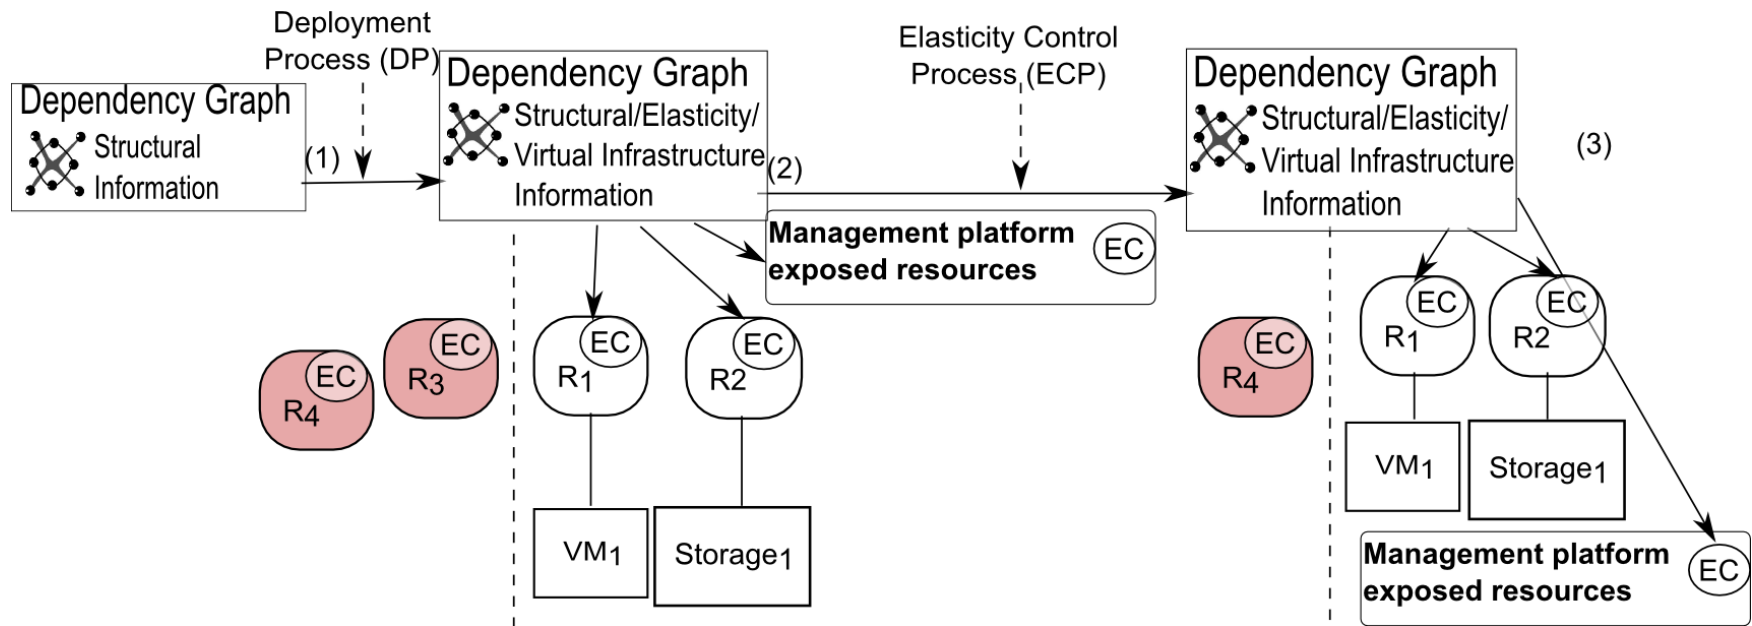 Deployment
Process (DP)
Elasticity Control
Process (ECP)
Dependency Graph
Structural
Information
(1)
Dependency Graph
Structural/Elasticity/
Virtual Infrastructure
Information
(2)
Dependency Graph
Structural/Elasticity/
Virtual Infrastructure
Information
(3)
Management platform
exposed resources
EC
EC
R4
EC
R3
EC
R1
EC
R2
VM1
Storage1
EC
R4
EC
R1
EC
R2
VM1
Storage1
Management platform
exposed resources
EC